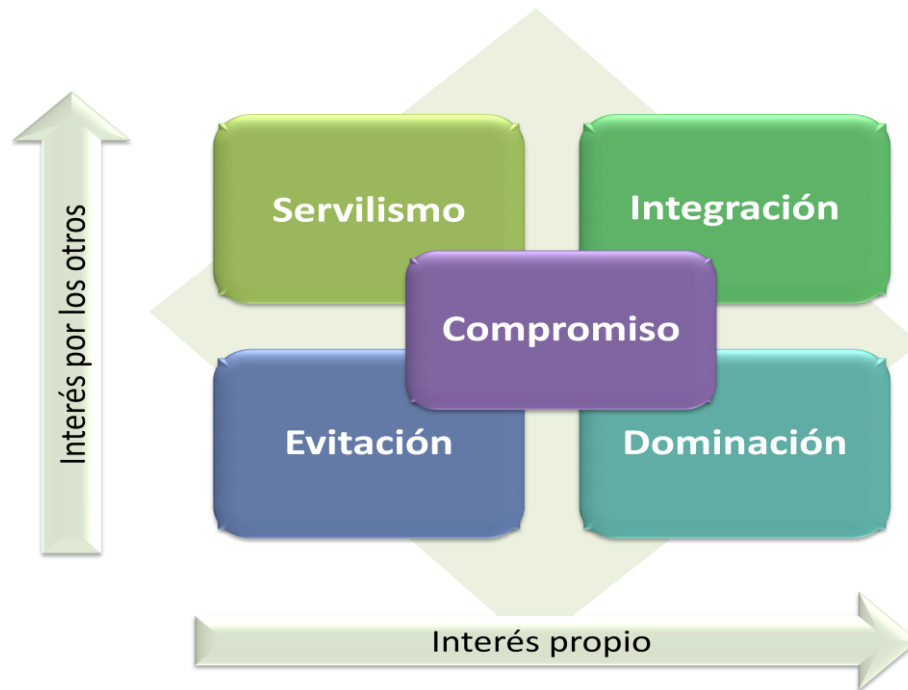 Interés por los otros
Servilismo
Integración
Compromiso
Evitación
Dominación
Interés propio